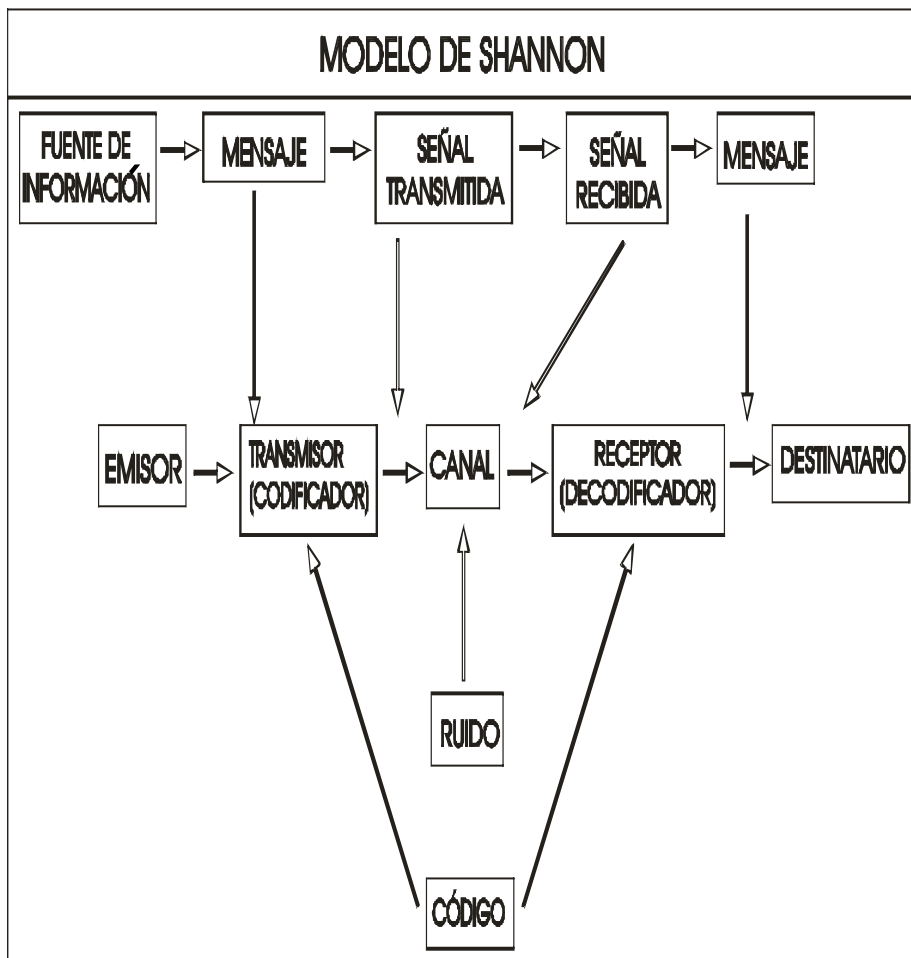 MODELO DE SHANNON
FUENTE DE
INFORMACIÓN
MENSAJE
SEÑAL
TRANSMITIDA
SEÑAL
RECIBIDA
MENSAJE
EMISOR
TRANSMISOR
(CODIFICADOR)
CANAL
RECEPTOR
(DECODIFICADOR)
DESTINATARIO
RUIDO
CÓDIGO